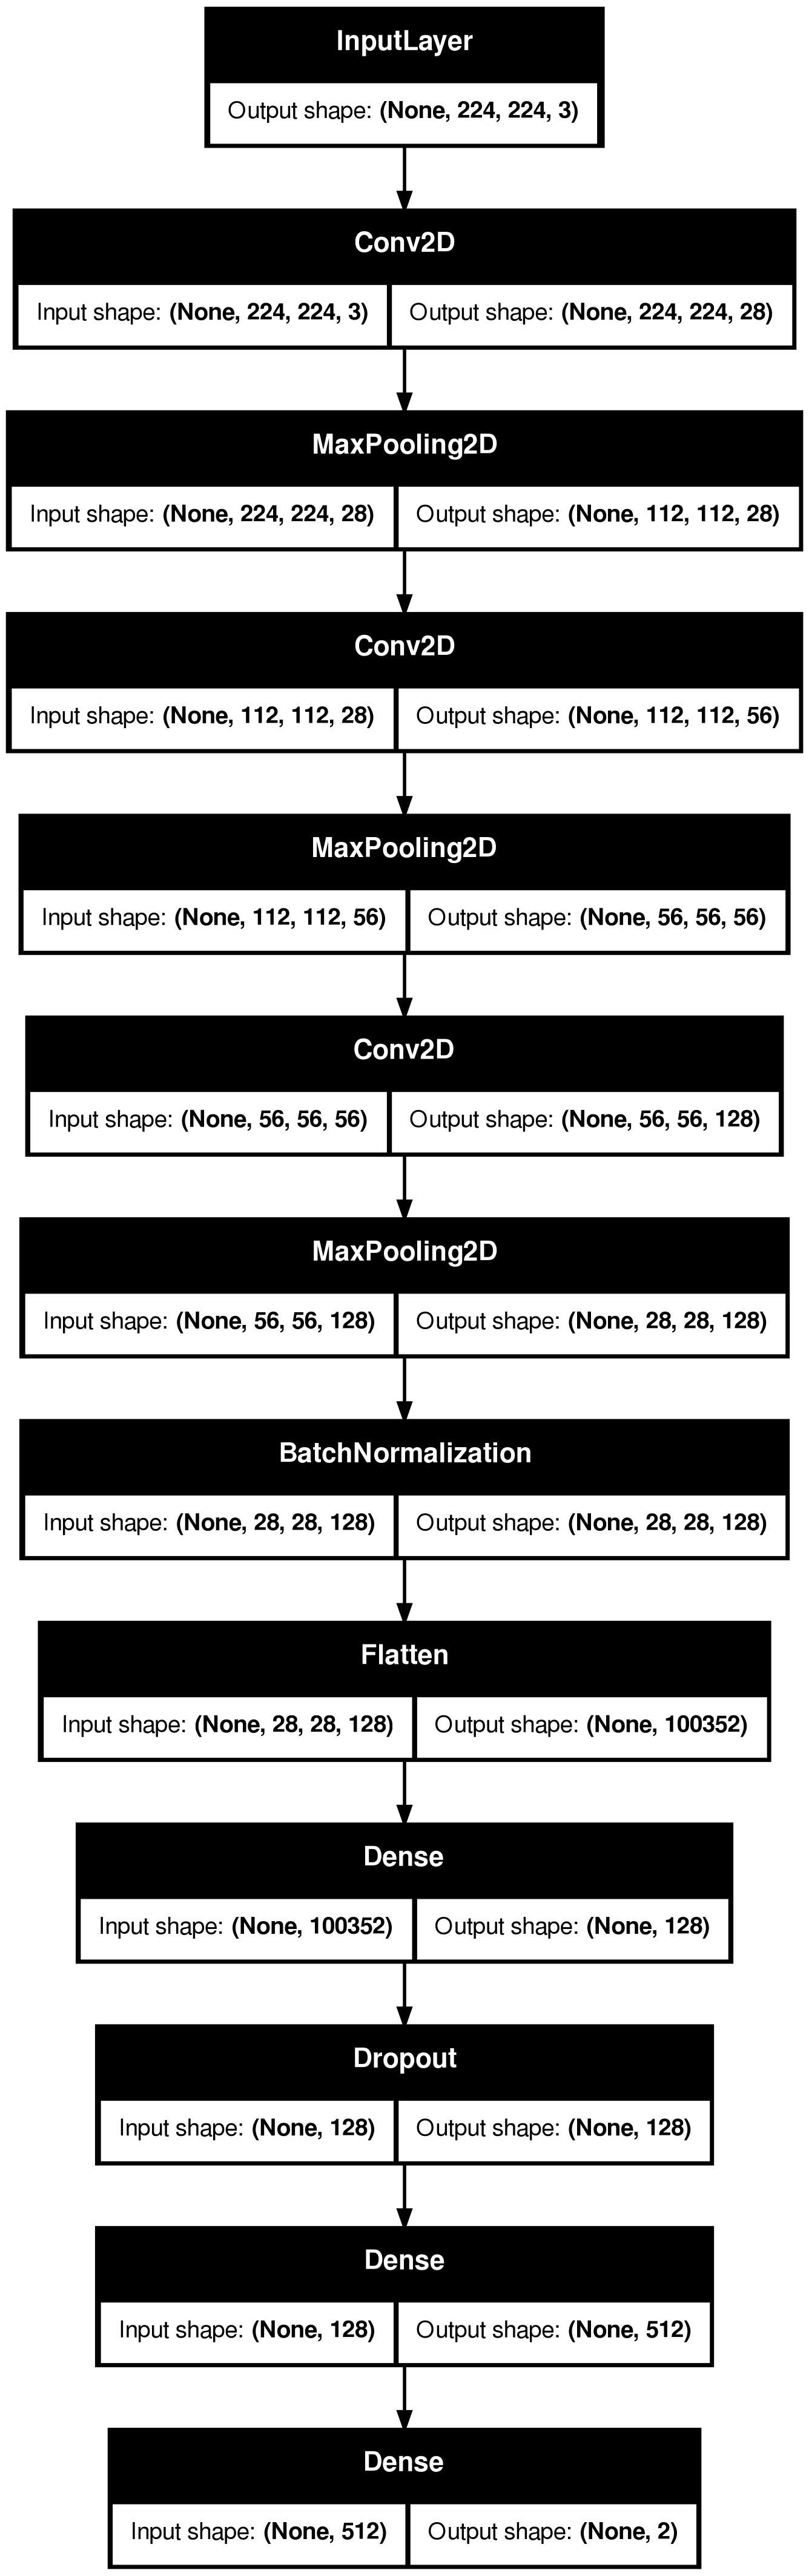 InputLayer
Output shape: (None, 224, 224, 3)
Conv2D
Input shape: (None, 224, 224, 3) Output shape: (None, 224, 224, 28)
MaxPooling2D
Input shape: (None, 224, 224, 28) Output shape: (None, 112, 112, 28)
Conv2D
Input shape: (None, 112, 112, 28) Output shape: (None, 112, 112, 56)
MaxPooling2D
Input shape: (None, 112, 112, 56) Output shape: (None, 56, 56, 56)
Conv2D
Input shape: (None, 56, 56, 56) Output shape: (None, 56, 56, 128)
MaxPooling2D
Input shape: (None, 56, 56, 128) Output shape: (None, 28, 28, 128)
BatchNormalization
Input shape: (None, 28, 28, 128) Output shape: (None, 28, 28, 128)
Flatten
Input shape: (None, 28, 28, 128) Output shape: (None, 100352)
Dense
Input shape: (None, 100352) Output shape: (None, 128)
Dropout
Input shape: (None, 128) Output shape: (None, 128)
Dense
Input shape: (None, 128) Output shape: (None, 512)
Dense
Input shape: (None, 512) Output shape: (None, 2)